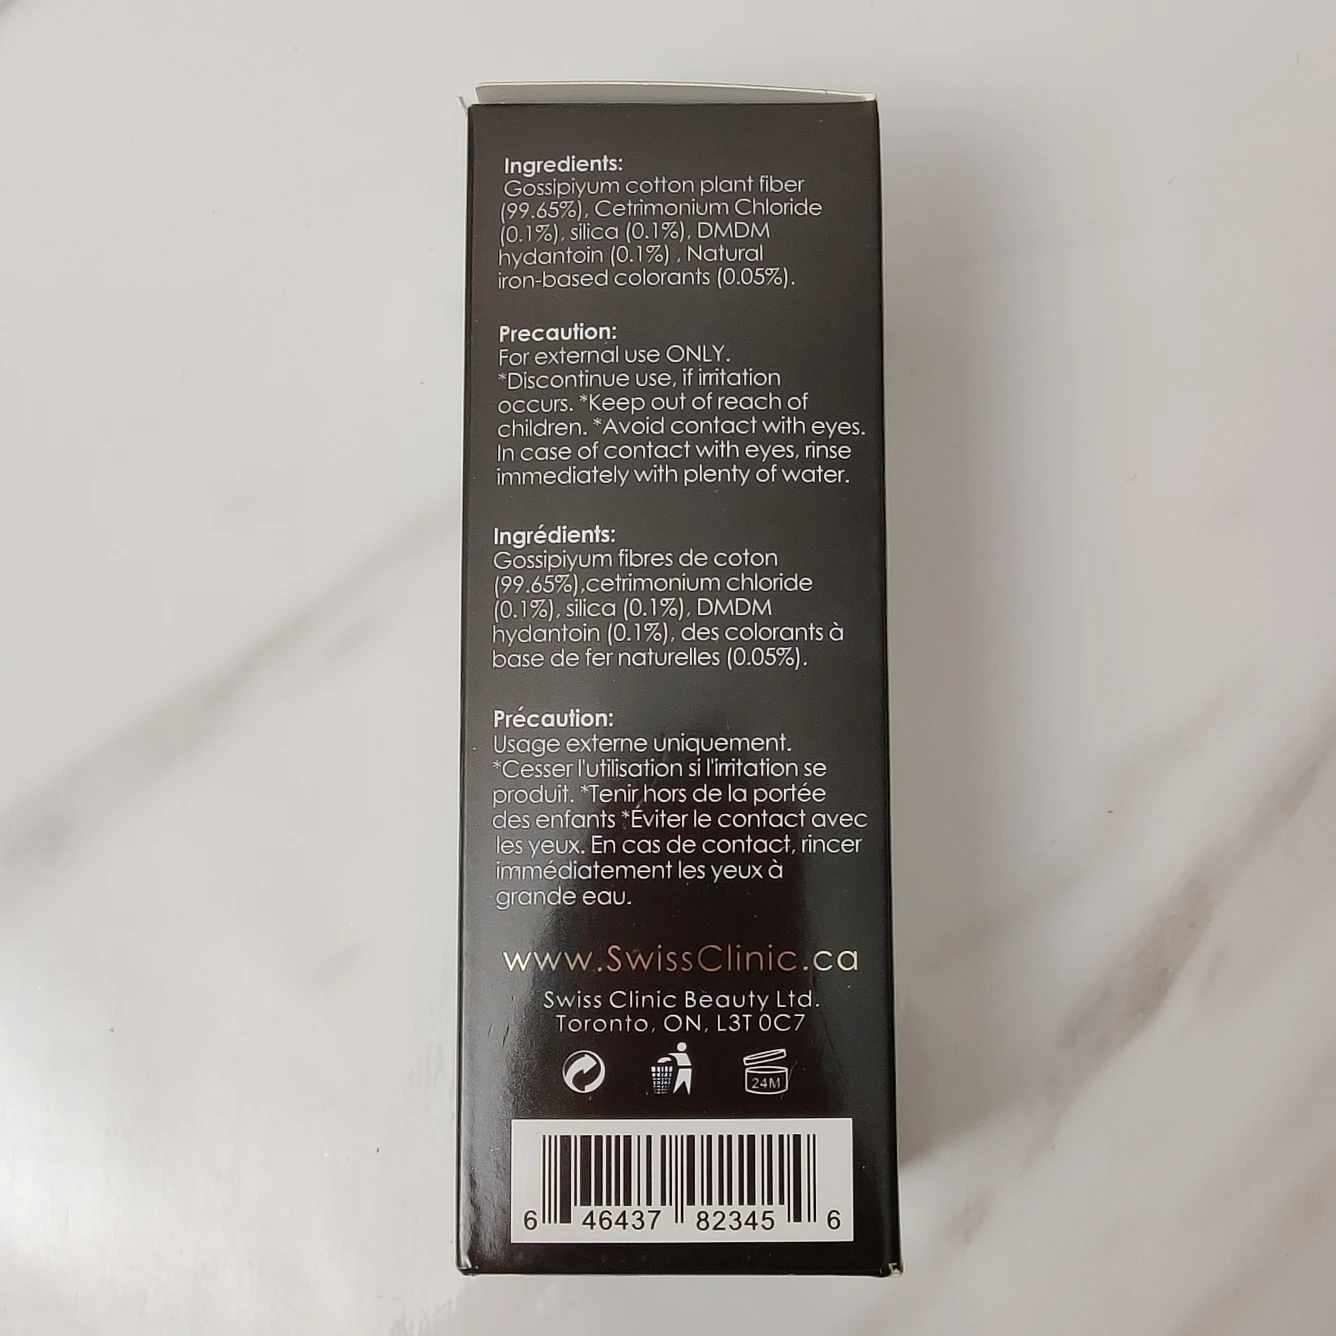 Ingredients:
Gossipiyum cotton plant fiber
(99.65%), Cetrimonium Chloride
(0.1%), silica (0.1%), DMDM
hydantoin (0.1%) , Natural
iron-based colorants (0.05%).
Precaution:
For external use ONLY.
*Discontinue use, if irritation
occurs. *Keep out of reach of
children. *Avoid contact with eyes.
In case of contact with eyes, rinse
immediately with plenty of water.
Ingrédients:
Gossipiyum fibres de coton
(99.65%),cetrimonium chloride
(0.1%), silica (0.1%), DMDM
hydantoin (0.1%), des colorants à
base de fer naturelles (0.05%).
Précaution:
Usage externe uniquement.
*Cesser l'utilisation si l'irritation se
produit. *Tenir hors de la portée
des enfants *Éviter le contact avec
les yeux. En cas de contact, rincer
immédiatement les yeux à
grande eau.
www.SwissClinic.ca
Swiss Clinic Beauty Ltd.
Toronto, ON, L3T 0C7
24M
6 46437 82345 6